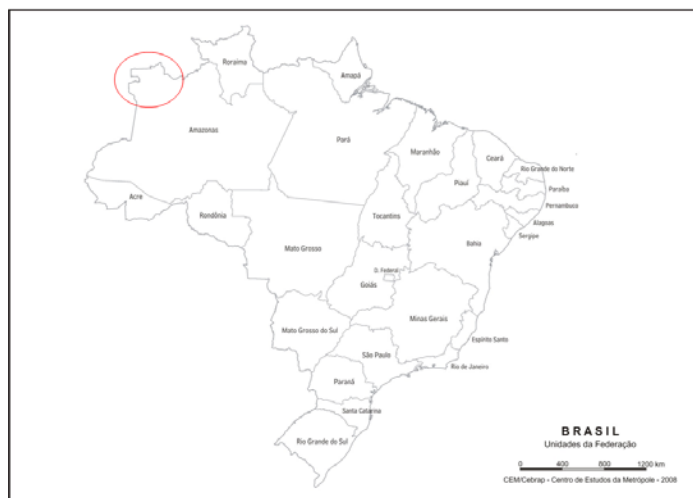 Roraima
Amapá
Amazonas
Pará
Maranhão
Ceará
Rio Grande do Norte
Paraíba
Piauí
Pernambuco
Acre
Alagoas
Rondônia
Tocantins
Sergipe
Mato Grosso
Bahia
D. Federal
Goiás
Minas Gerais
Mato Grosso do Sul
Espírito Santo
São Paulo
Rio de Janeiro
Paraná
Santa Catarina
Rio Grande do Sul
BRASIL
Unidades da Federação
0 400 800 1200 km
CEM/Cebrap - Centro de Estudos da Metrópole - 2008